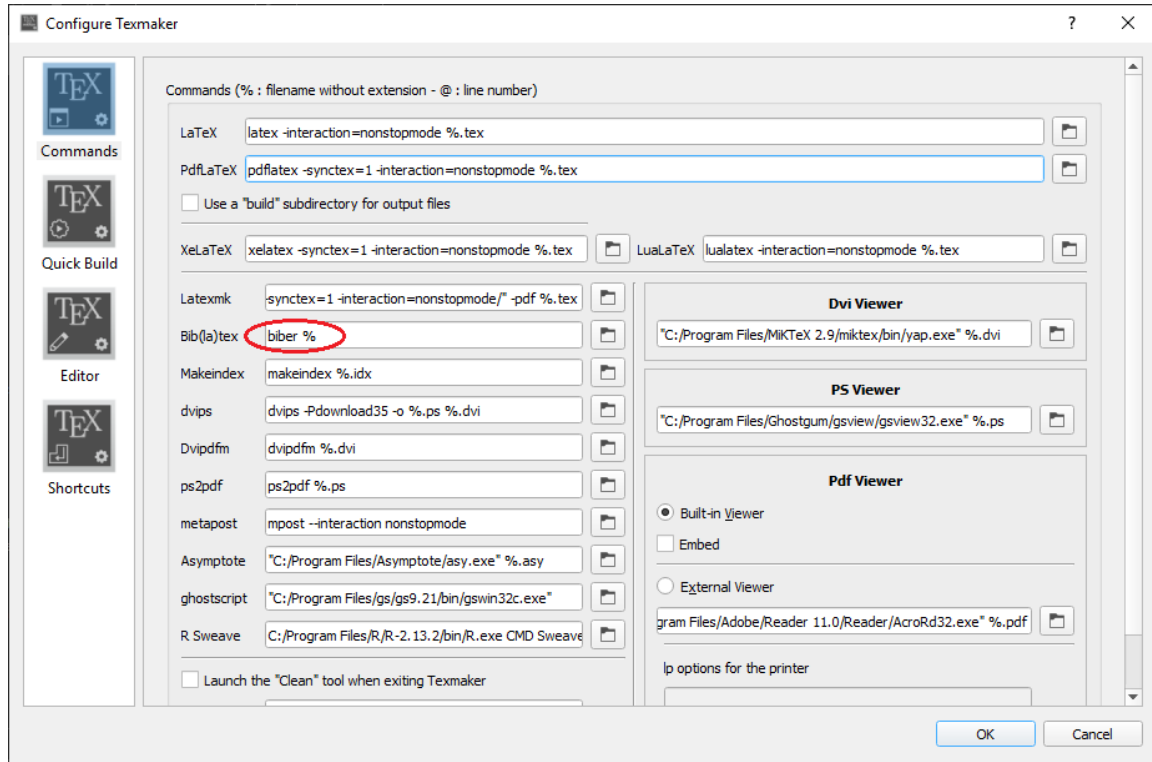 Configure Texmaker
?
TEX
Commands
TEX
Quick Build
TEX
Editor
TEX
Shortcuts
Commands (% : filename without extension - @ : line number)
LaTeX latex -interaction=nonstopmode %.tex
PdfLaTeX pdflatex -synctex=1 -interaction=nonstopmode %.tex
Use a "build" subdirectory for output files
XeLaTeX xelatex -synctex=1 -interaction=nonstopmode %.tex LuaLaTeX lualatex -interaction=nonstopmode %.tex
Latexmk -synctex=1 -interaction=nonstopmode/" -pdf %.tex
Bib(la)tex biber %
Makeindex makeindex %.idx
dvips dvips -Pdownload35 -o %.ps %.dvi
Dvipdfm dvipdfm %.dvi
ps2pdf ps2pdf %.ps
metapost mpost --interaction nonstopmode
Asymptote "C:/Program Files/Asymptote/asy.exe" %.asy
ghostscript "C:/Program Files/gs/gs9.21/bin/gswin32c.exe"
R Sweave C:/Program Files/R/R-2.13.2/bin/R.exe CMD Sweave
Launch the "Clean" tool when exiting Texmaker
Dvi Viewer
"C:/Program Files/MiKTeX 2.9/miktex/bin/yap.exe" %.dvi
PS Viewer
"C:/Program Files/Ghostgum/gsview/gsview32.exe" %.ps
Pdf Viewer
Built-in Viewer
Embed
External Viewer
gram Files/Adobe/Reader 11.0/Reader/AcroRd32.exe" %.pdf
lp options for the printer
OK
Cancel